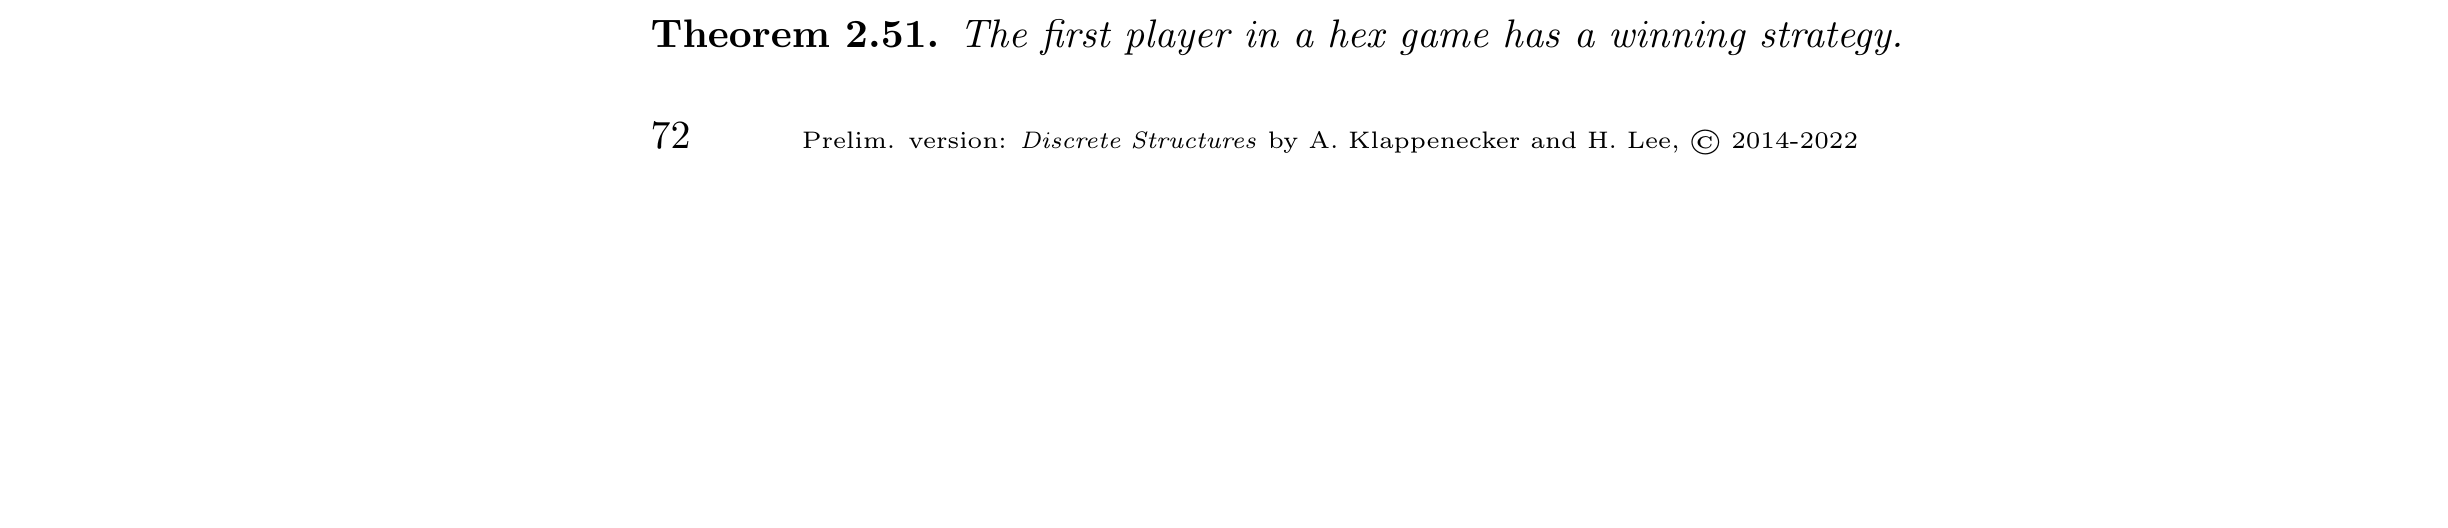 Theorem 2.51. The first player in a hex game has a winning strategy.
72 Prelim. version: Discrete Structures by A. Klappenecker and H. Lee, © 2014-2022